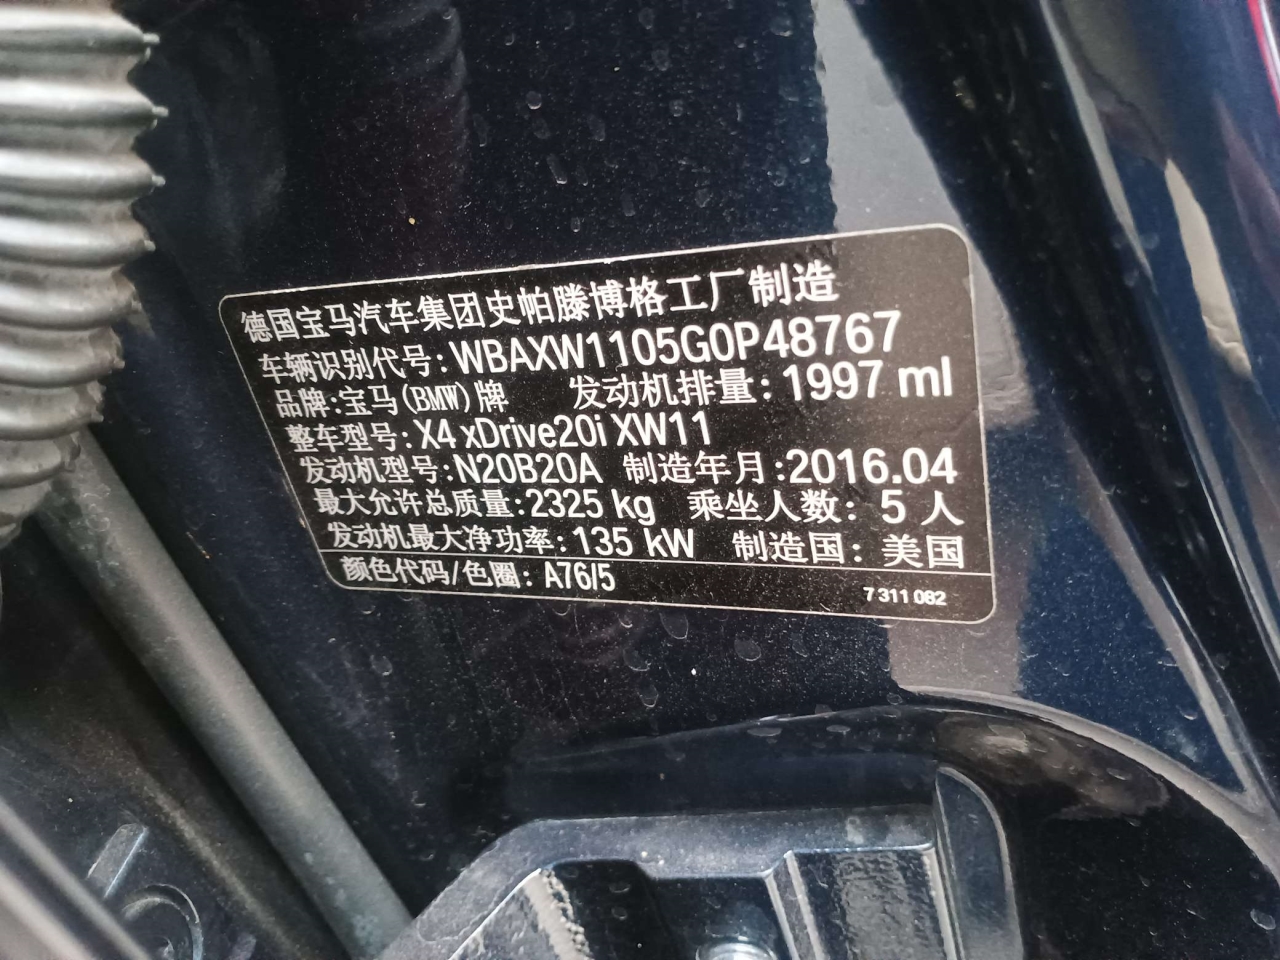 德国宝马汽车集团史帕滕博格工厂制造
车辆识别代号:WBAXW1105G0P48767
品牌:宝马(BMW)牌 发动机排量:1997 ml
整车型号:X4 xDrive20i XW11
发动机型号:N20B20A 制造年月:2016.04
最大允许总质量:2325 kg 乘坐人数:5 人
发动机最大净功率:135 kW 制造国:美国
颜色代码/色圈:A76/5 7 311 082